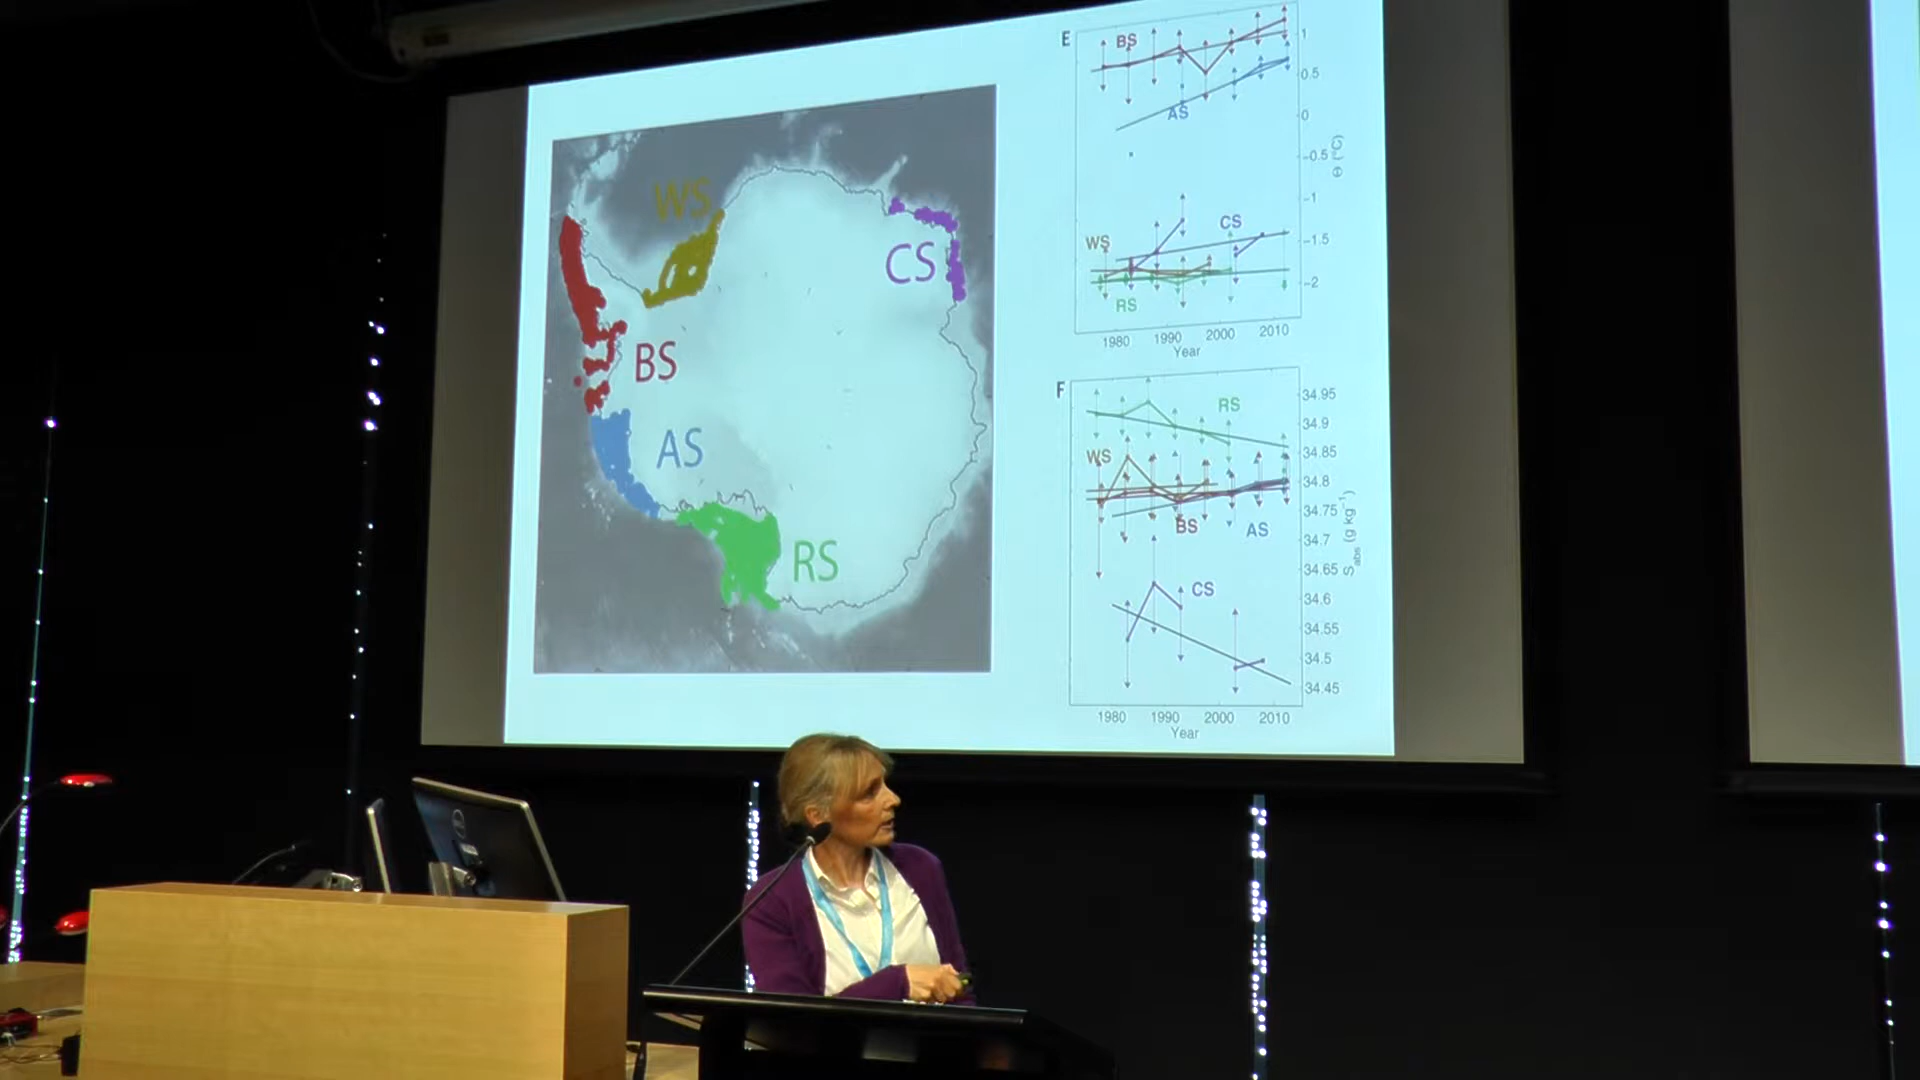 WS
CS
BS
AS
RS
E
BS
AS
WS
CS
RS
1
0.5
0
-0.5
-1
-1.5
-2
Θ (°C)
1980 1990 2000 2010
Year
F
RS
WS
BS
AS
CS
34.95
34.9
34.85
34.8
34.75
34.7
34.65
34.6
34.55
34.5
34.45
S abs (g kg⁻¹)
1980 1990 2000 2010
Year